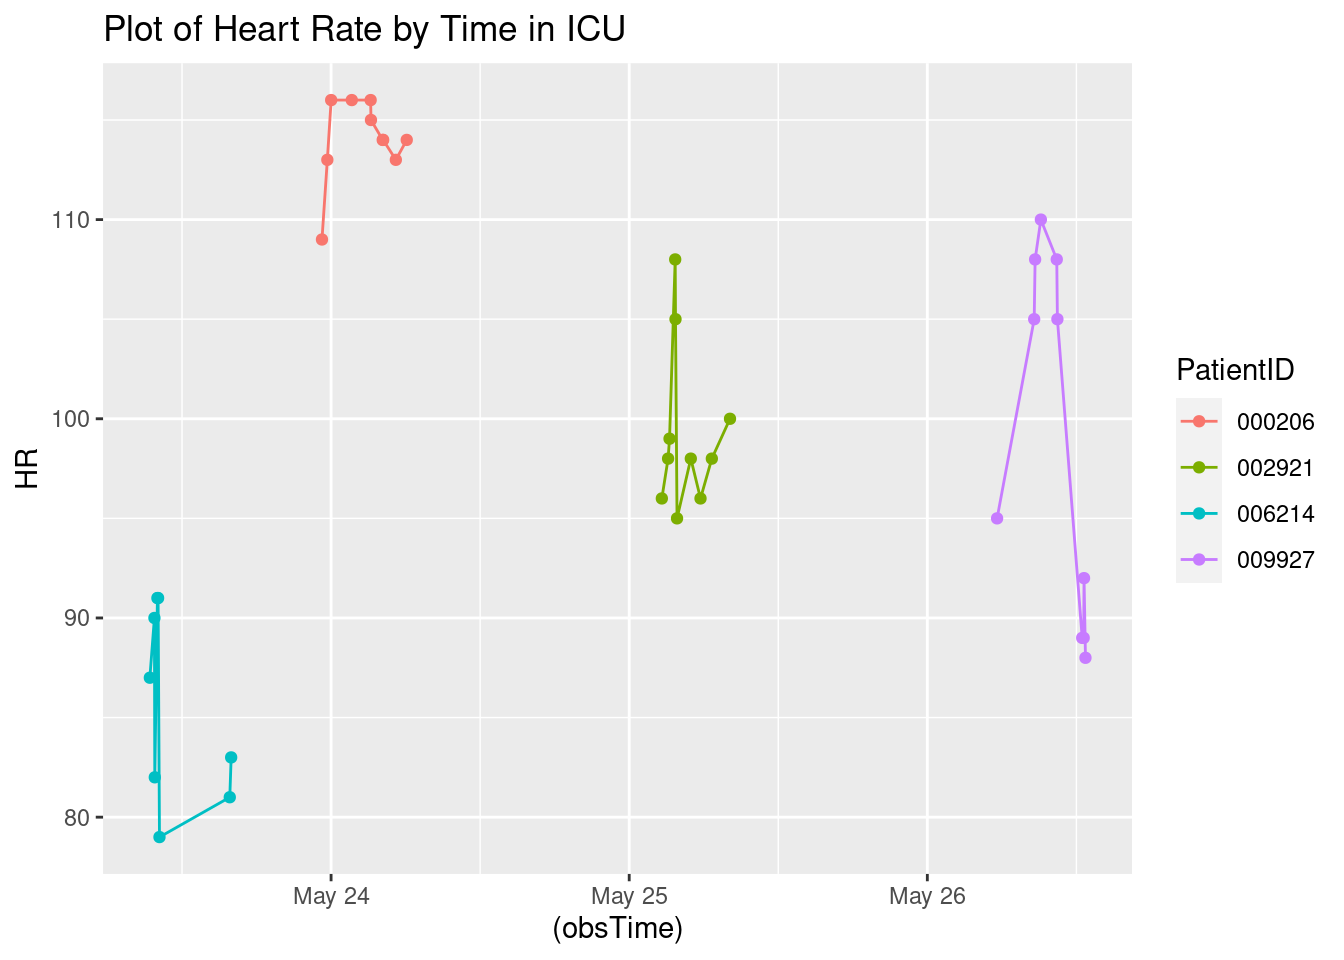 Plot of Heart Rate by Time in ICU
110
100
90
80
HR
May 24
May 25
May 26
(obsTime)
PatientID
000206
002921
006214
009927